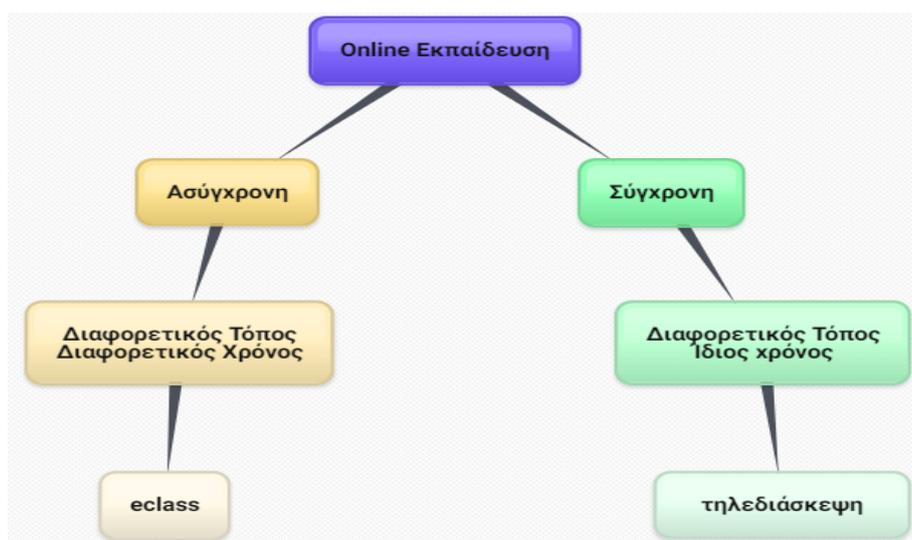 Online Εκπαίδευση
Ασύγχρονη
Σύγχρονη
Διαφορετικός Τόπος
Διαφορετικός Χρόνος
Διαφορετικός Τόπος
Ίδιος χρόνος
eclass
τηλεδιάσκεψη